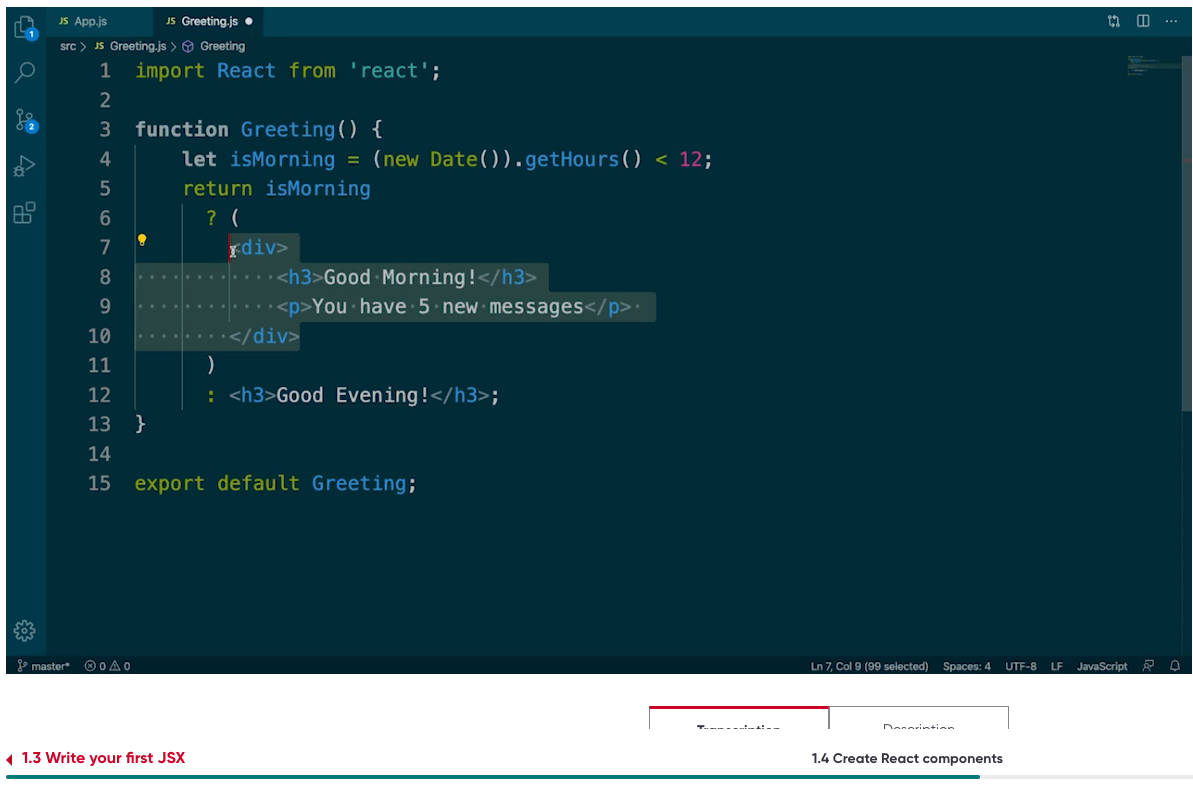 1
JS App.js
JS Greeting.js
src > JS Greeting.js > Greeting
2
1 import React from 'react';
2
3 function Greeting() {
4 let isMorning = (new Date()).getHours() < 12;
5 return isMorning
6 ? (
7 <div>
8 ············<h3>Good·Morning!</h3>
9 ············<p>You·have·5·new·messages</p>·
10 ········</div>
11 )
12 : <h3>Good Evening!</h3>;
13 }
14
15 export default Greeting;
master* 0 0
Ln 7, Col 9 (99 selected) Spaces: 4 UTF-8 LF JavaScript
Transcription Description
1.3 Write your first JSX
1.4 Create React components